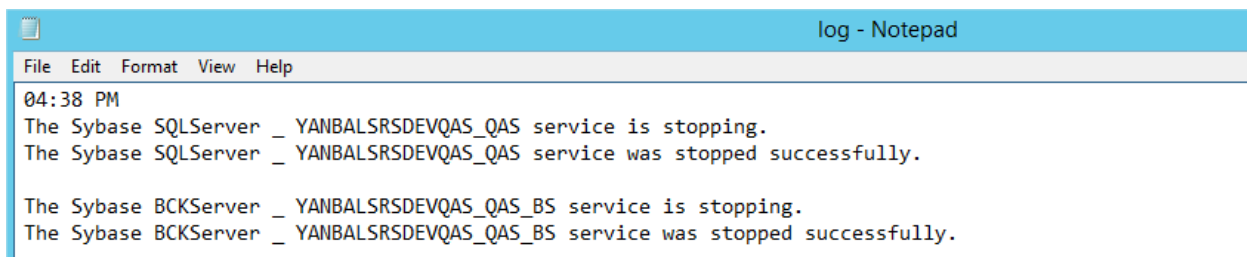 log - Notepad
File Edit Format View Help
04:38 PM
The Sybase SQLServer _ YANBALSRSDEVQAS_QAS service is stopping.
The Sybase SQLServer _ YANBALSRSDEVQAS_QAS service was stopped successfully.
The Sybase BCKServer _ YANBALSRSDEVQAS_QAS_BS service is stopping.
The Sybase BCKServer _ YANBALSRSDEVQAS_QAS_BS service was stopped successfully.